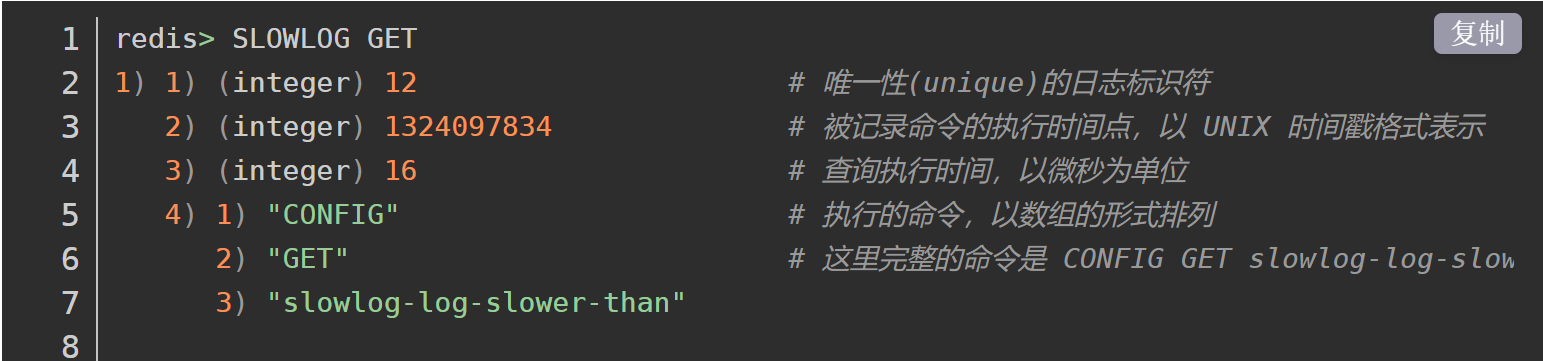 复制
1 redis> SLOWLOG GET
2 1) 1) (integer) 12 # 唯一性(unique)的日志标识符
3 2) (integer) 1324097834 # 被记录命令的执行时间点，以 UNIX 时间戳格式表示
4 3) (integer) 16 # 查询执行时间，以微秒为单位
5 4) 1) "CONFIG" # 执行的命令，以数组的形式排列
6 2) "GET" # 这里完整的命令是 CONFIG GET slowlog-log-slow
7 3) "slowlog-log-slower-than"
8